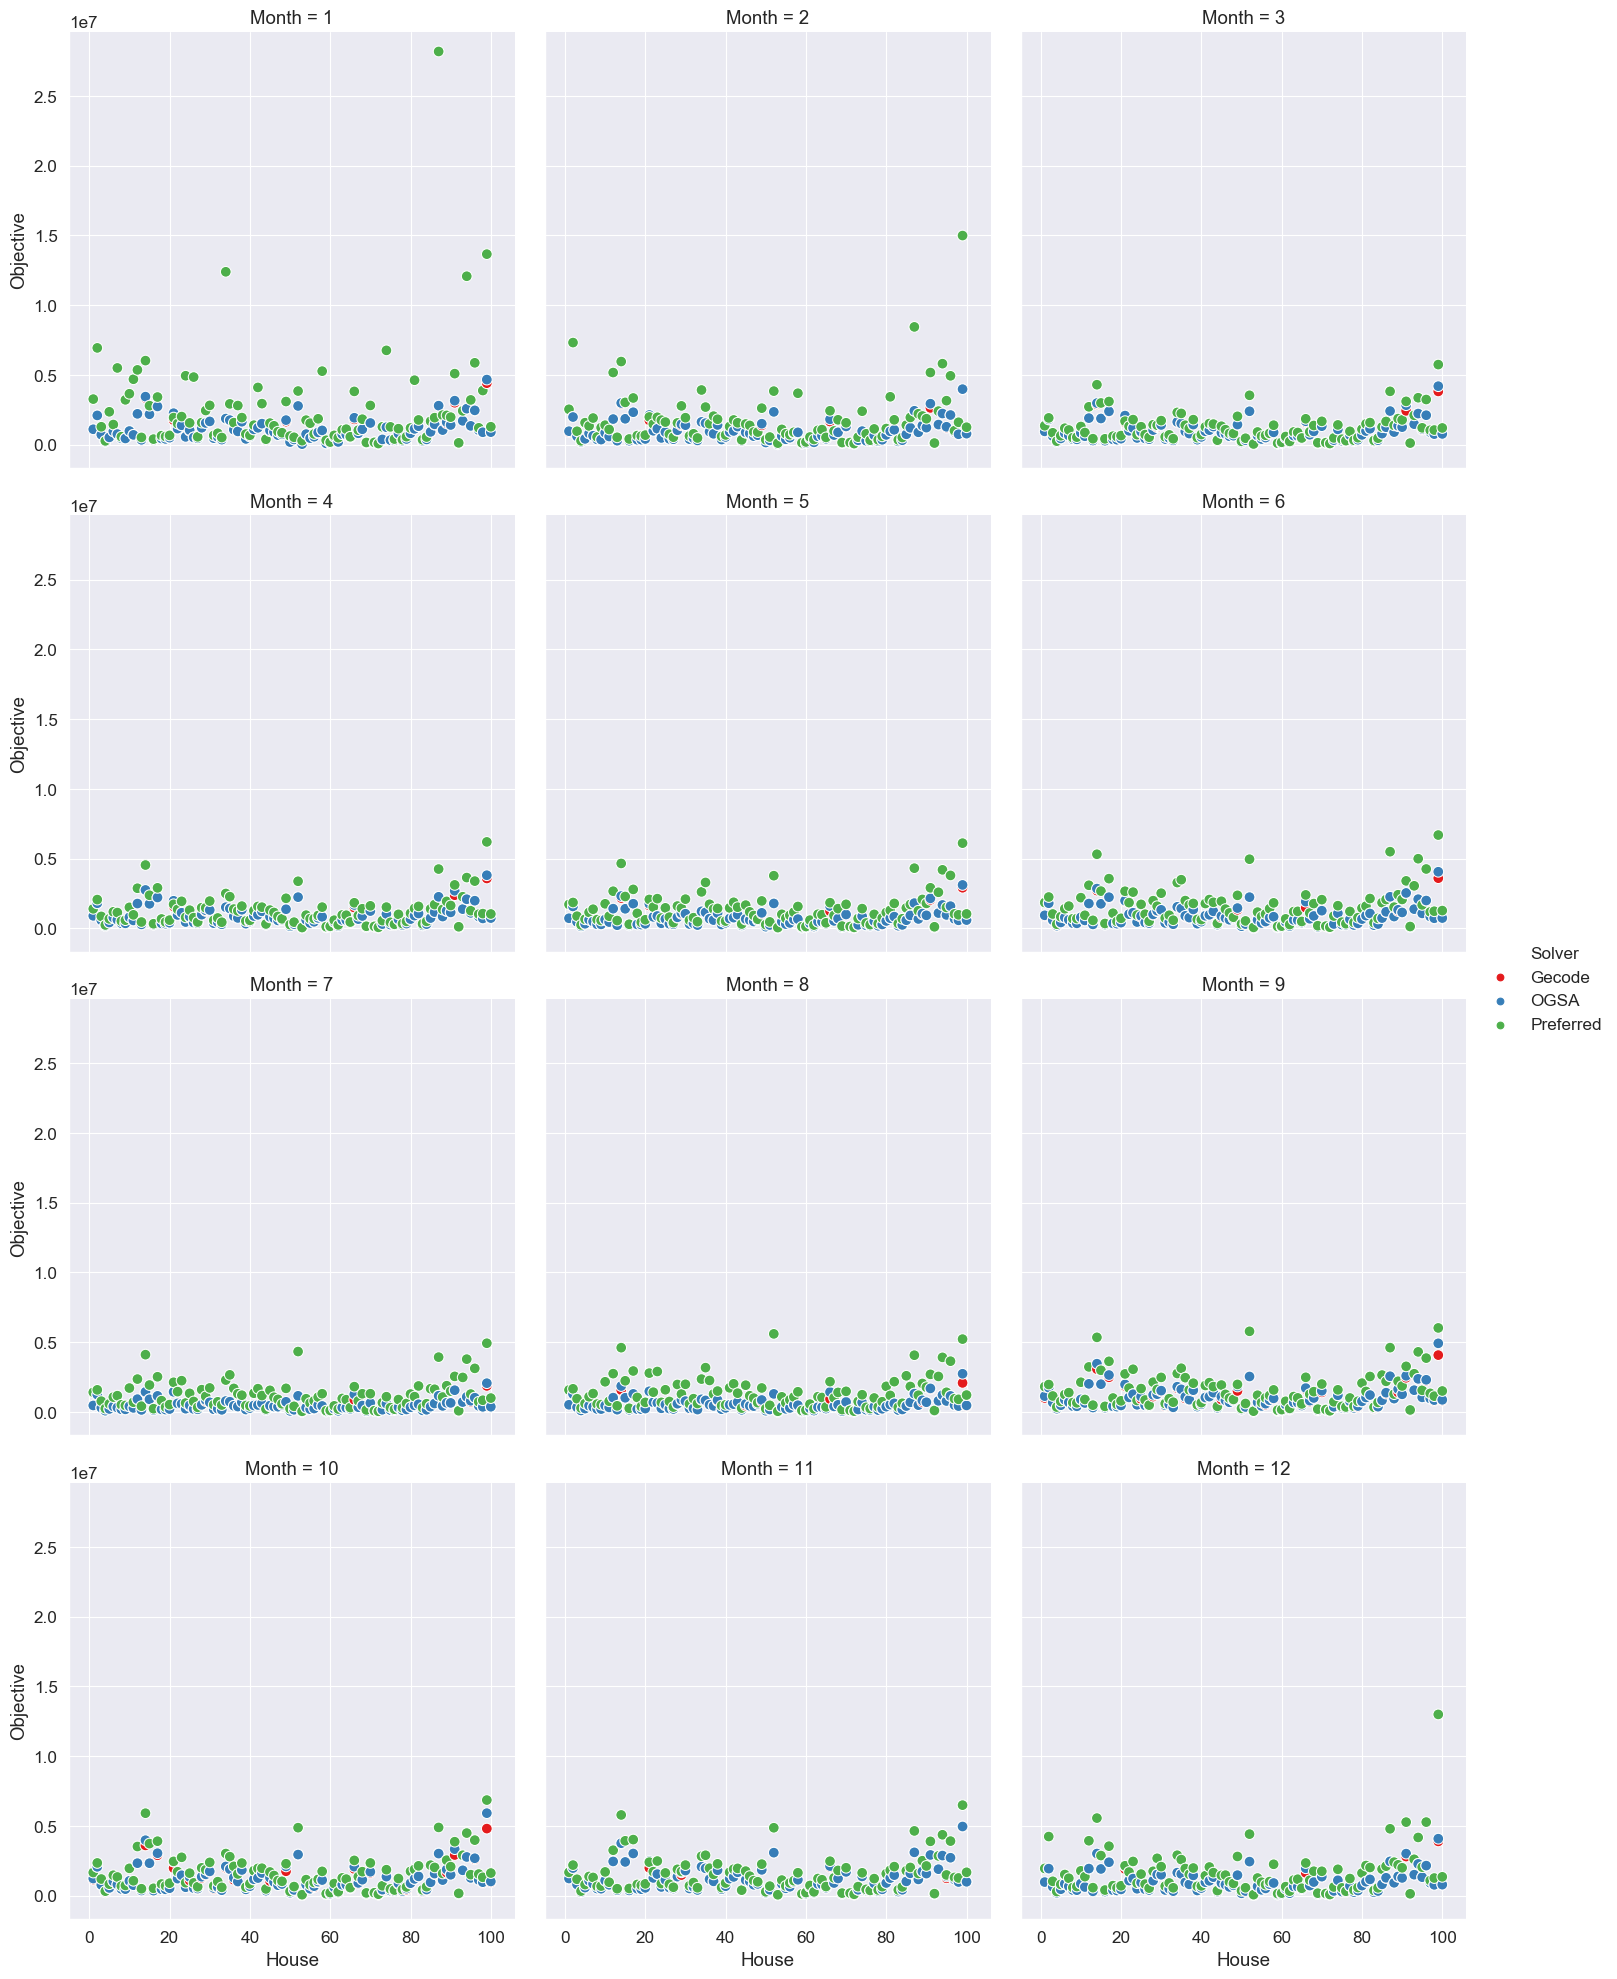 Month = 1
Month = 2
Month = 3
1e7
2.5
2.0
1.5
1.0
0.5
0.0
Objective
Month = 4
Month = 5
Month = 6
1e7
2.5
2.0
1.5
1.0
0.5
0.0
Objective
Solver
Gecode
OGSA
Preferred
Month = 7
Month = 8
Month = 9
1e7
2.5
2.0
1.5
1.0
0.5
0.0
Objective
Month = 10
Month = 11
Month = 12
1e7
2.5
2.0
1.5
1.0
0.5
0.0
Objective
0 20 40 60 80 100
0 20 40 60 80 100
0 20 40 60 80 100
House
House
House